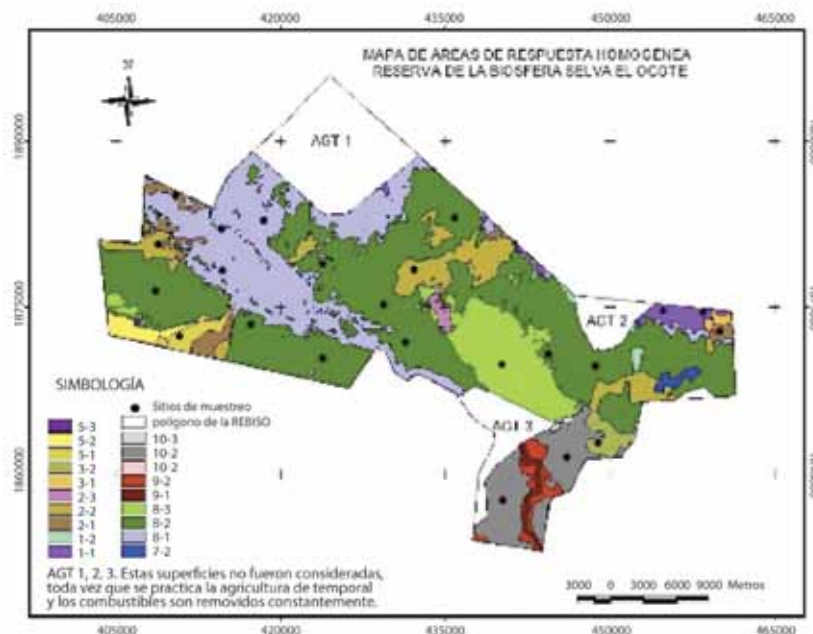 405000 420000 435000 450000 465000
MAPA DE ÁREAS DE RESPUESTA HOMOGÉNEA
RESERVA DE LA BIOSFERA SELVA EL OCOTE
1890000
AGT 1
1875000
AGT 2
SIMBOLOGÍA
Sitios de muestreo
polígono de la REBISO
AGT 3
5-3
5-2 10-3
5-1 10-2
3-2 10-2
3-1 9-2
2-3 9-1
2-2 8-3
2-1 8-2
1-2 8-1
1-1 7-2
1860000
AGT 1, 2, 3. Estas superficies no fueron consideradas,
toda vez que se practica la agricultura de temporal
y los combustibles son removidos constantemente.
3000 0 3000 6000 9000 Metros
405000 420000 435000 450000 465000